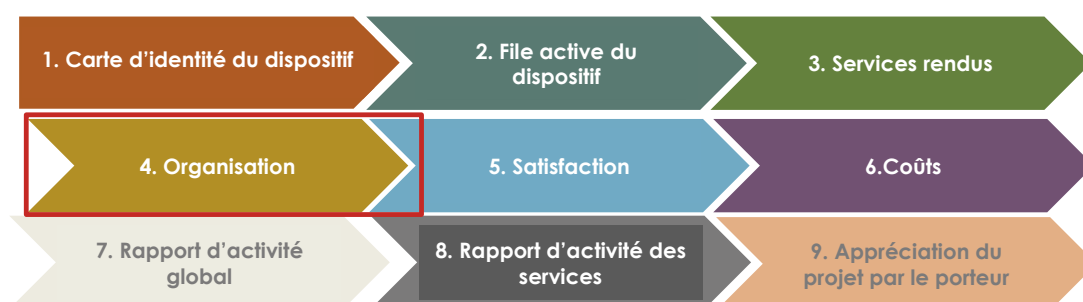 1. Carte d'identité du dispositif
2. File active du
dispositif
3. Services rendus
4. Organisation
5. Satisfaction
6.Coûts
7. Rapport d'activité
global
8. Rapport d'activité des
services
9. Appréciation du
projet par le porteur